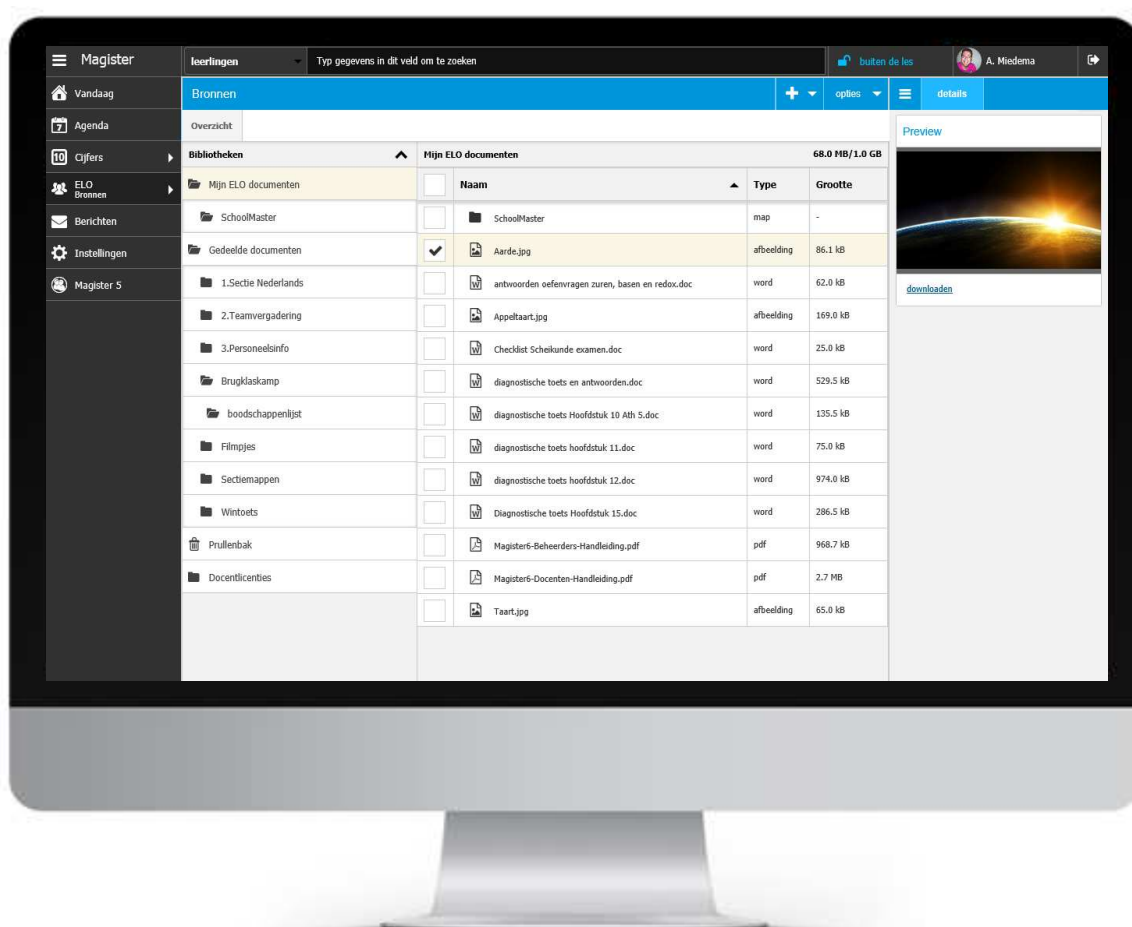 Magister
leerlingen
Typ gegevens in dit veld om te zoeken
buiten de les
A. Miedema
Vandaag
7 Agenda
10 Cijfers
ELO
Bronnen
Berichten
Instellingen
Magister 5
Bronnen
+ opties
details
Overzicht
Bibliotheken
Mijn ELO documenten
SchoolMaster
Gedeelde documenten
1.Sectie Nederlands
2.Teamvergadering
3.Personeelsinfo
Brugklaskamp
boodschappenlijst
Filmpjes
Sectiemappen
Wintoets
Prullenbak
Docentlicenties
Mijn ELO documenten 68.0 MB/1.0 GB
Naam Type Grootte
SchoolMaster map -
Aarde.jpg afbeelding 86.1 kB
antwoorden oefenvragen zuren, basen en redox.doc word 62.0 kB
Appeltaart.jpg afbeelding 169.0 kB
Checklist Scheikunde examen.doc word 25.0 kB
diagnostische toets en antwoorden.doc word 529.5 kB
diagnostische toets Hoofdstuk 10 Ath 5.doc word 135.5 kB
diagnostische toets hoofdstuk 11.doc word 75.0 kB
diagnostische toets hoofdstuk 12.doc word 974.0 kB
Diagnostische toets Hoofdstuk 15.doc word 286.5 kB
Magister6-Beheerders-Handleiding.pdf pdf 968.7 kB
Magister6-Docenten-Handleiding.pdf pdf 2.7 MB
Taart.jpg afbeelding 65.0 kB
Preview
downloaden